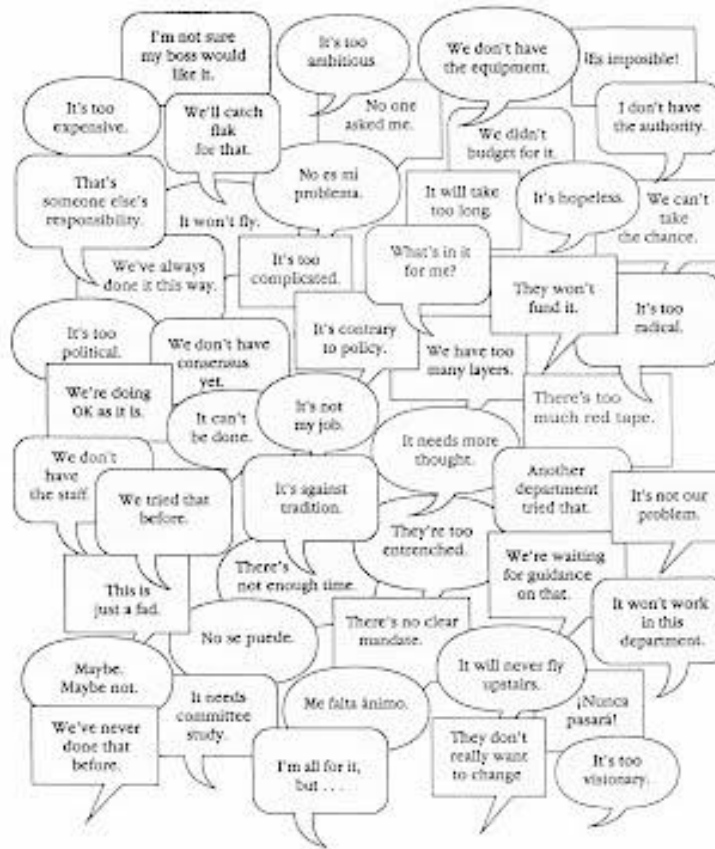 I'm not sure
my boss would
like it.
It's too
ambitious
We don't have
the equipment.
¡Es imposible!
It's too
expensive.
We'll catch
flak
for that.
No one
asked me.
We didn't
budget for it.
I don't have
the authority.
That's
someone else's
responsibility.
It won't fly.
No es mi
problema.
It will take
too long.
It's hopeless.
We can't
take
the chance.
We've always
done it this way.
It's too
complicated.
What's in it
for me?
They won't
fund it.
It's too
radical.
It's too
political.
We don't have
consensus
yet.
It's contrary
to policy.
We have too
many layers.
We're doing
OK as it is.
It can't
be done.
It's not
my job.
It needs more
thought.
There's too
much red tape.
We don't
have
the staff.
We tried that
before.
It's against
tradition.
They're too
entrenched.
Another
department
tried that.
It's not our
problem.
This is
just a fad.
There's
not enough time.
We're waiting
for guidance
on that.
No se puede.
There's no clear
mandate.
It won't work
in this
department.
Maybe.
Maybe not.
It needs
committee
study.
Me falta ánimo.
It will never fly
upstairs.
¡Nunca
pasará!
We've never
done that
before.
I'm all for it,
but . . .
They don't
really want
to change
It's too
visionary.